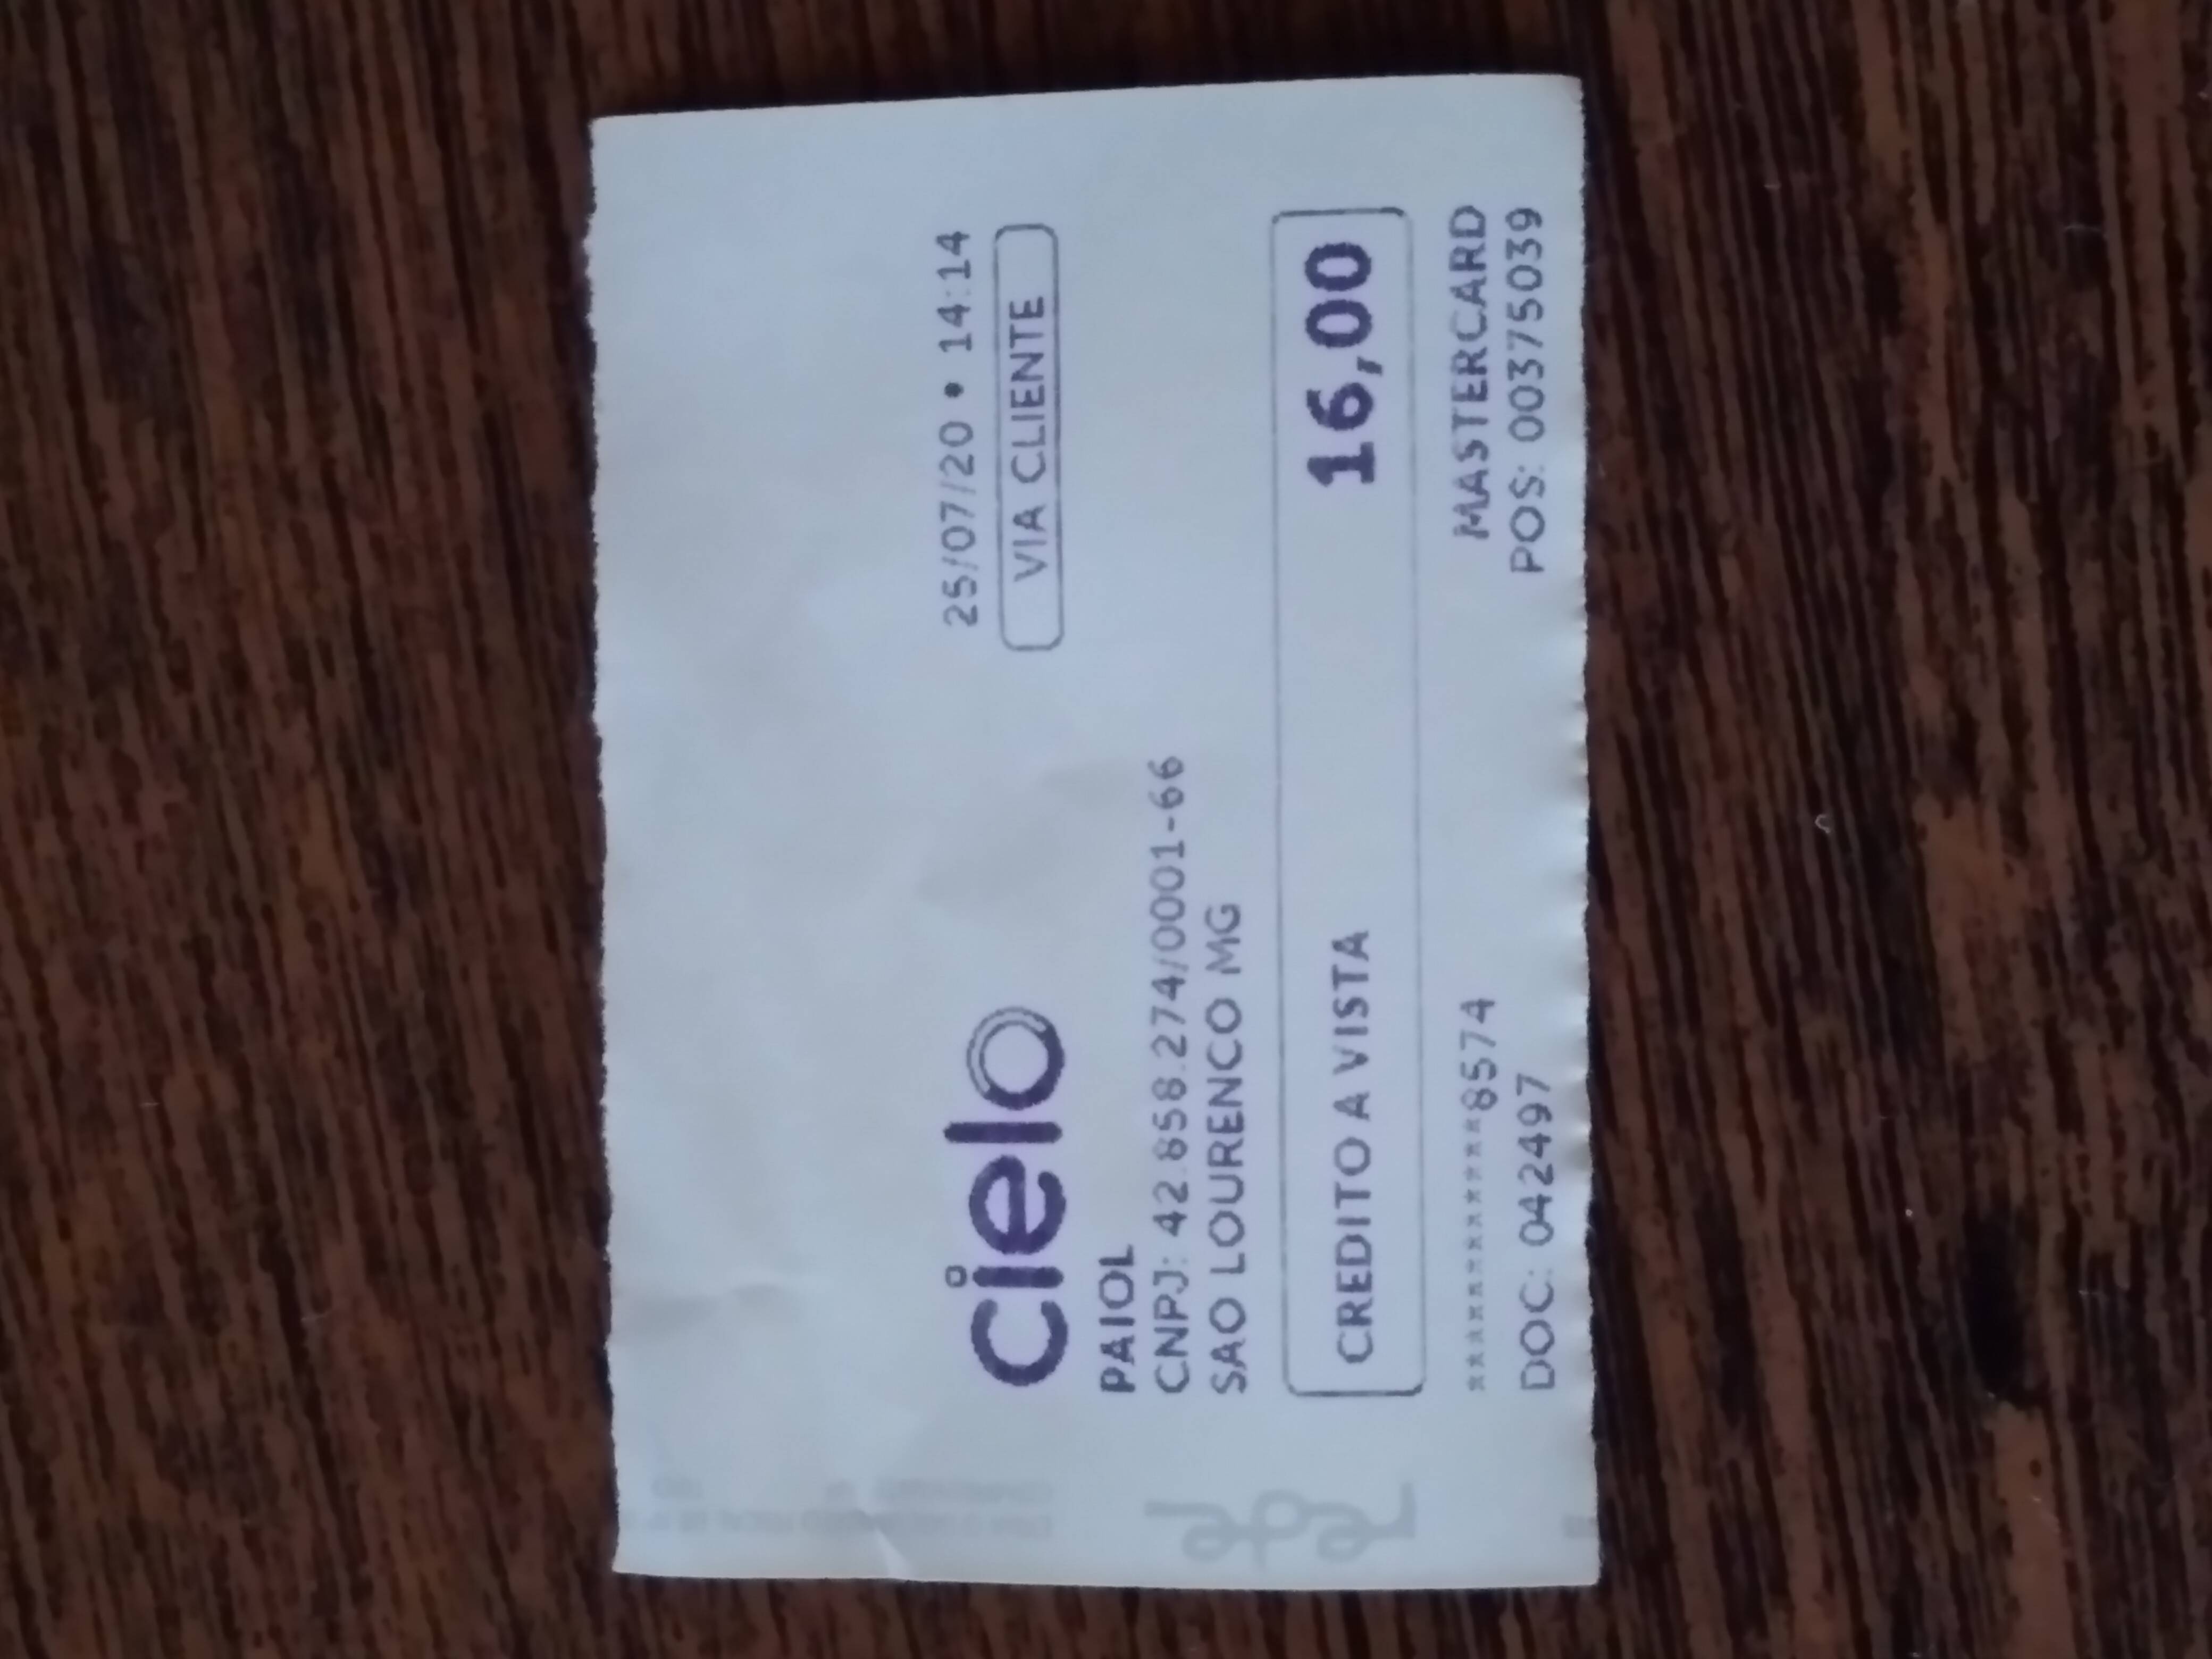 25/07/20 • 14:14
cielo
VIA CLIENTE
PAIOL
CNPJ: 42.858.274/0001-66
SAO LOURENCO MG
CREDITO A VISTA 16,00
************8574 MASTERCARD
DOC: 042497 POS: 00375039
rede